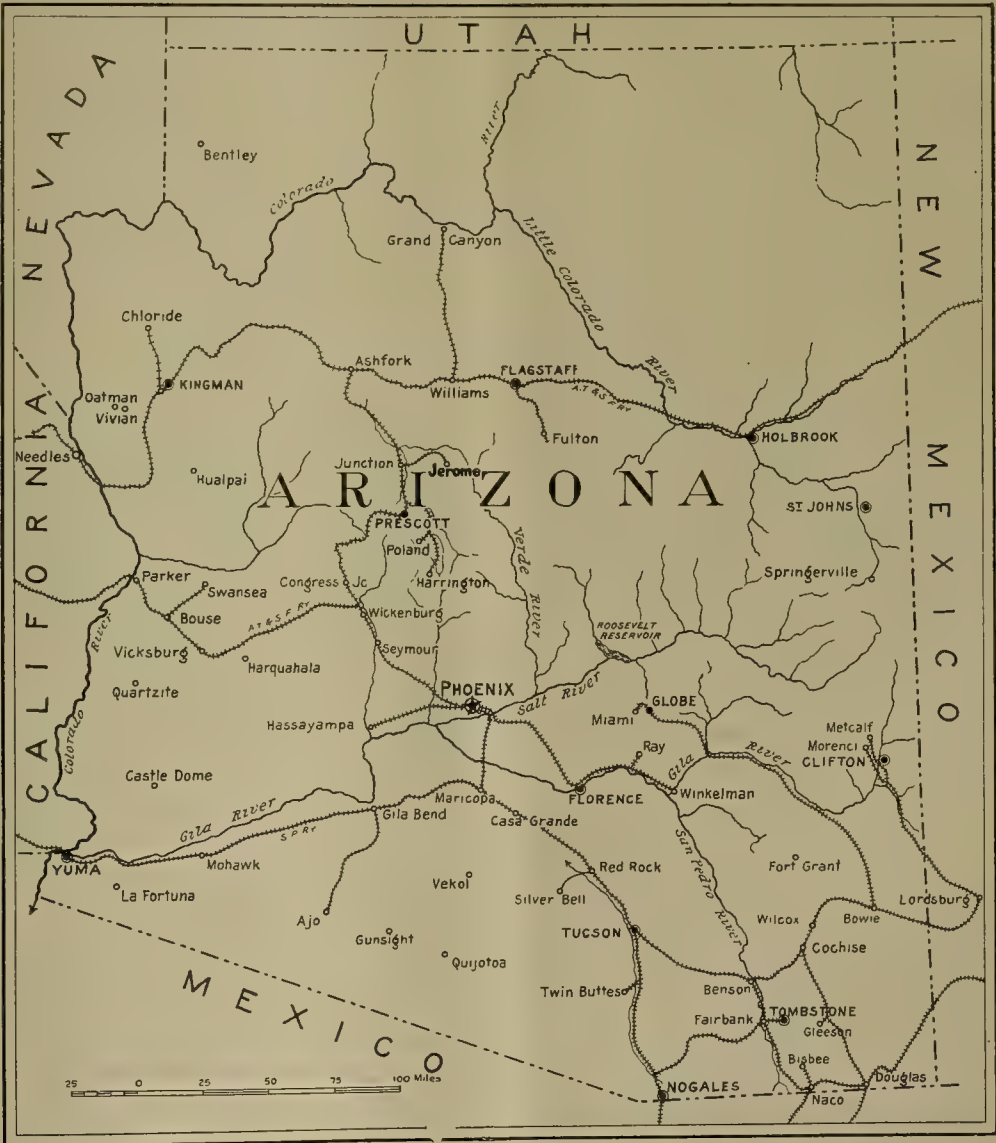 UTAH
NEVADA
Bentley
River
Colorado
Grand Canyon
Little Colorado
River
NEW MEXICO
Chloride
Ashfork
FLAGSTAFF
KINGMAN
Williams
A.T & S.F RY
Oatman
Vivian
Fulton
HOLBROOK
CALIFORNIA
Needles
Junction
Jerome
Hualpai
ARIZONA
ST JOHNS
PRESCOTT
Poland
Verde River
Parker
Congress Jc
Harrington
Springerville
Swansea
Bouse
A T & S F RY
Wickenburg
ROOSEVELT
RESERVOIR
River
Vicksburg
Seymour
Harquahala
Quartzite
PHOENIX
Salt River
GLOBE
Miami
Hassayampa
Colorado
Metcalf
Morenci
CLIFTON
Ray
Gila River
Castle Dome
Maricopa
FLORENCE
Winkelman
Gila River
Gila Bend
Casa Grande
S P RY
San Pedro River
YUMA
Mohawk
Red Rock
Fort Grant
La Fortuna
Vekol
Silver Bell
Lordsburg
Ajo
Wilcox
Bowie
Gunsight
TUCSON
Cochise
Quijotoa
MEXICO
Twin Buttes
Benson
Fairbank
TOMBSTONE
Gleeson
Bisbee
25 0 25 50 75 100 Miles
NOGALES
Douglas
Naco